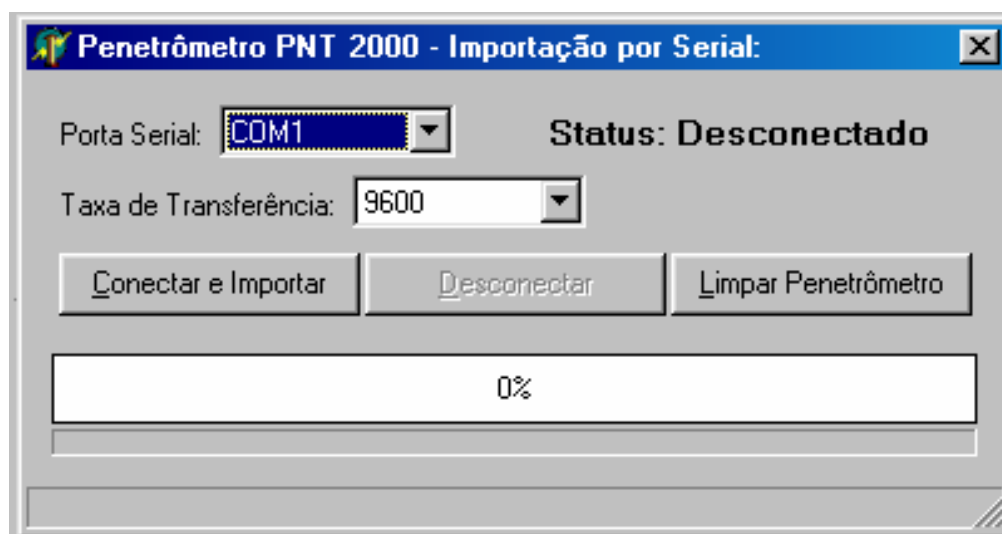 Penetrômetro PNT 2000 - Importação por Serial:
Porta Serial: COM1 Status: Desconectado
Taxa de Transferência: 9600
Conectar e Importar Desconectar Limpar Penetrômetro
0%